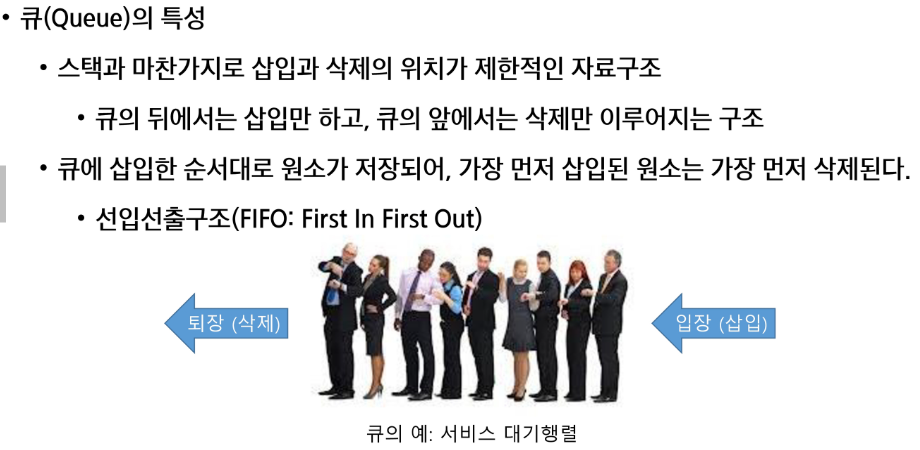 • 큐(Queue)의 특성
• 스택과 마찬가지로 삽입과 삭제의 위치가 제한적인 자료구조
• 큐의 뒤에서는 삽입만 하고, 큐의 앞에서는 삭제만 이루어지는 구조
• 큐에 삽입한 순서대로 원소가 저장되어, 가장 먼저 삽입된 원소는 가장 먼저 삭제된다.
• 선입선출구조(FIFO: First In First Out)
퇴장 (삭제)
입장 (삽입)
큐의 예: 서비스 대기행렬